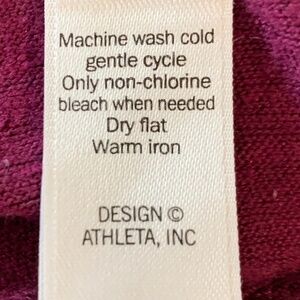 Machine wash cold
gentle cycle
Only non-chlorine
bleach when needed
Dry flat
Warm iron
DESIGN ©
ATHLETA, INC